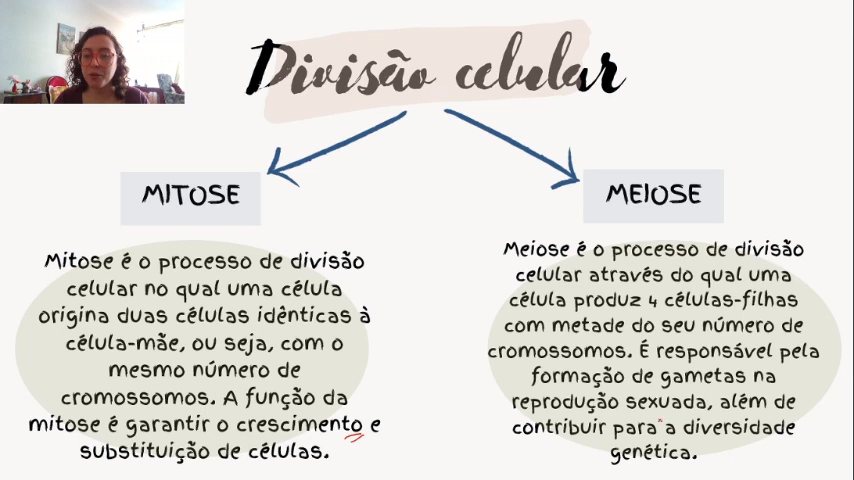 Divisão celular
MITOSE
Mitose é o processo de divisão
celular no qual uma célula
origina duas células idênticas à
célula-mãe, ou seja, com o
mesmo número de
cromossomos. A função da
mitose é garantir o crescimento e
substituição de células.
MEIOSE
Meiose é o processo de divisão
celular através do qual uma
célula produz 4 células-filhas
com metade do seu número de
cromossomos. É responsável pela
formação de gametas na
reprodução sexuada, além de
contribuir para a diversidade
genética.